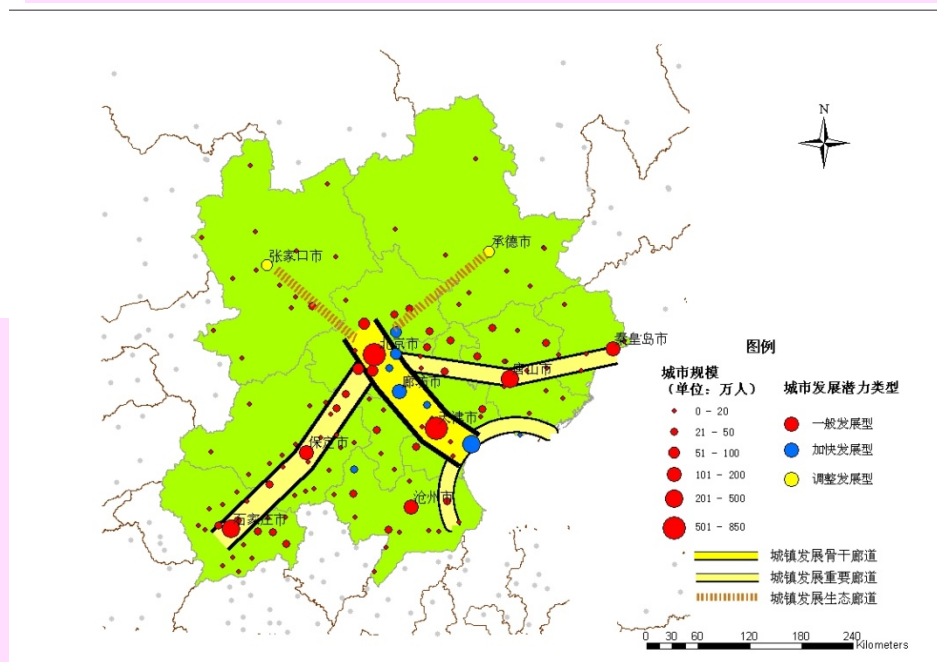 N
张家口市
承德市
北京市
秦皇岛市
唐山市
廊坊市
天津市
保定市
沧州市
石家庄市
图例
城市规模
(单位：万人)
0 - 20
21 - 50
51 - 100
101 - 200
201 - 500
501 - 850
城市发展潜力类型
一般发展型
加快发展型
调整发展型
城镇发展骨干廊道
城镇发展重要廊道
城镇发展生态廊道
0 30 60 120 180 240
Kilometers